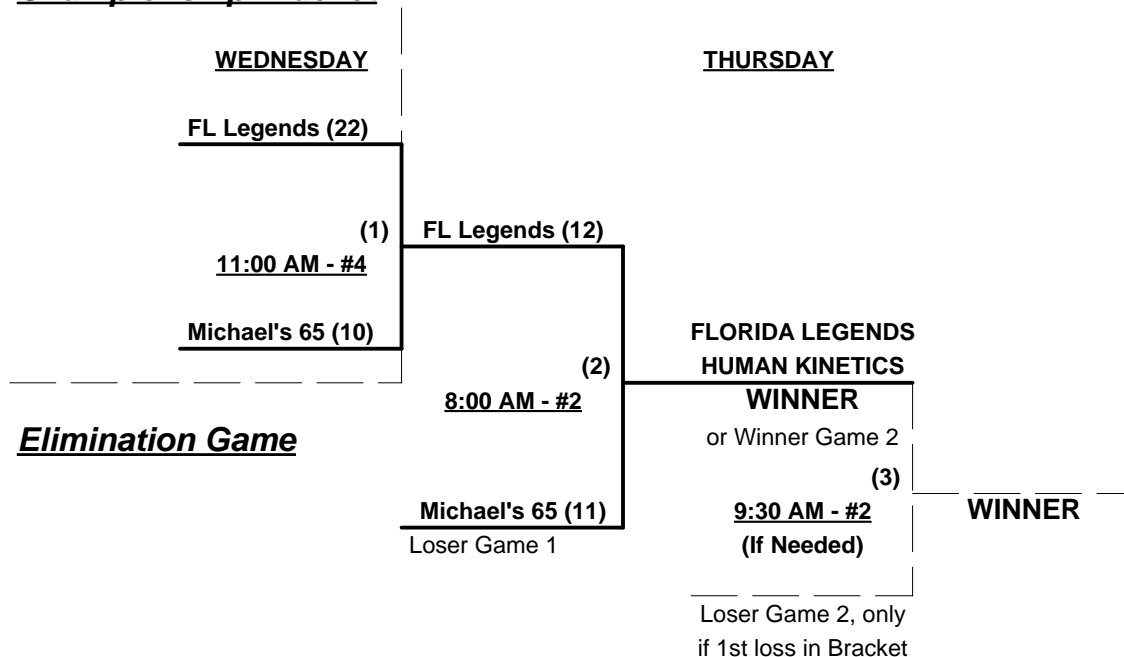 WEDNESDAY
THURSDAY
FL Legends (22)
(1)
FL Legends (12)
11:00 AM - #4
Michael's 65 (10)
FLORIDA LEGENDS
HUMAN KINETICS
(2)
8:00 AM - #2
WINNER
or Winner Game 2
Elimination Game
(3)
Michael's 65 (11)
9:30 AM - #2
WINNER
Loser Game 1
(If Needed)
Loser Game 2, only
if 1st loss in Bracket